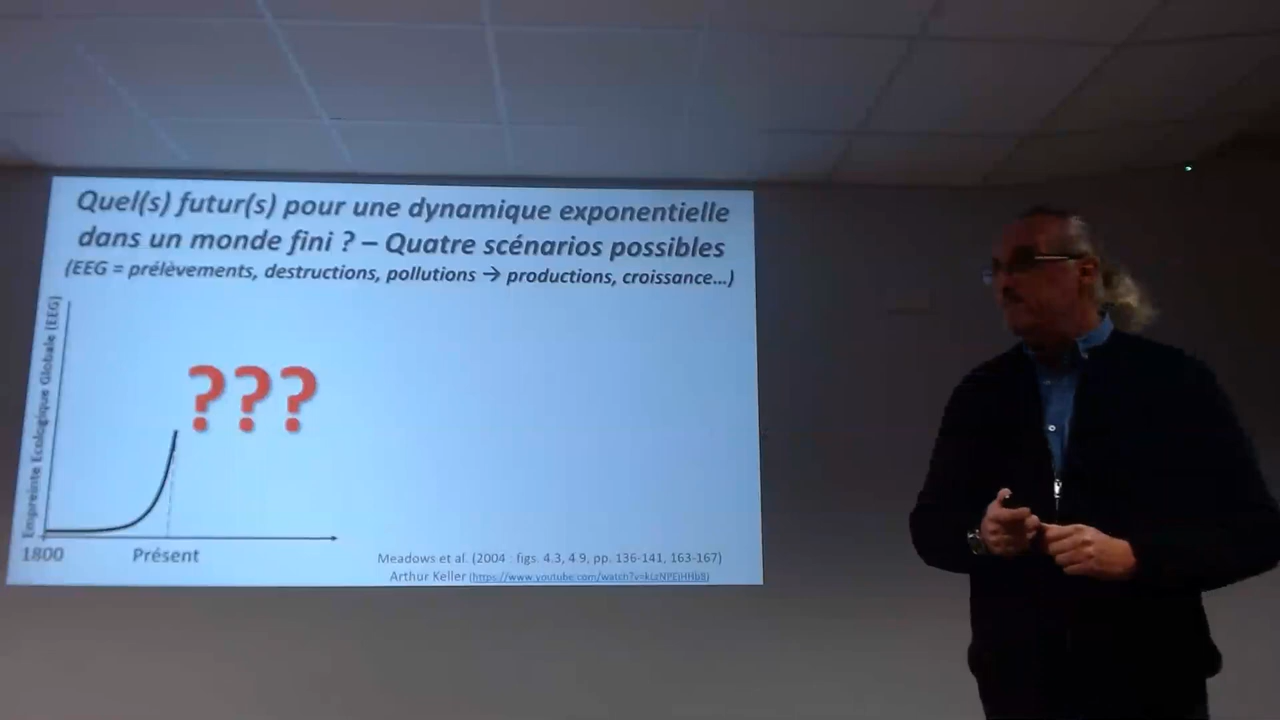 Quel(s) futur(s) pour une dynamique exponentielle
dans un monde fini ? – Quatre scénarios possibles
(EEG = prélèvements, destructions, pollutions → productions, croissance...)
Empreinte Ecologique Globale (EEG)
???
1800
Présent
Meadows et al. (2004 : figs. 4.3, 4.9, pp. 136-141, 163-167)
Arthur Keller